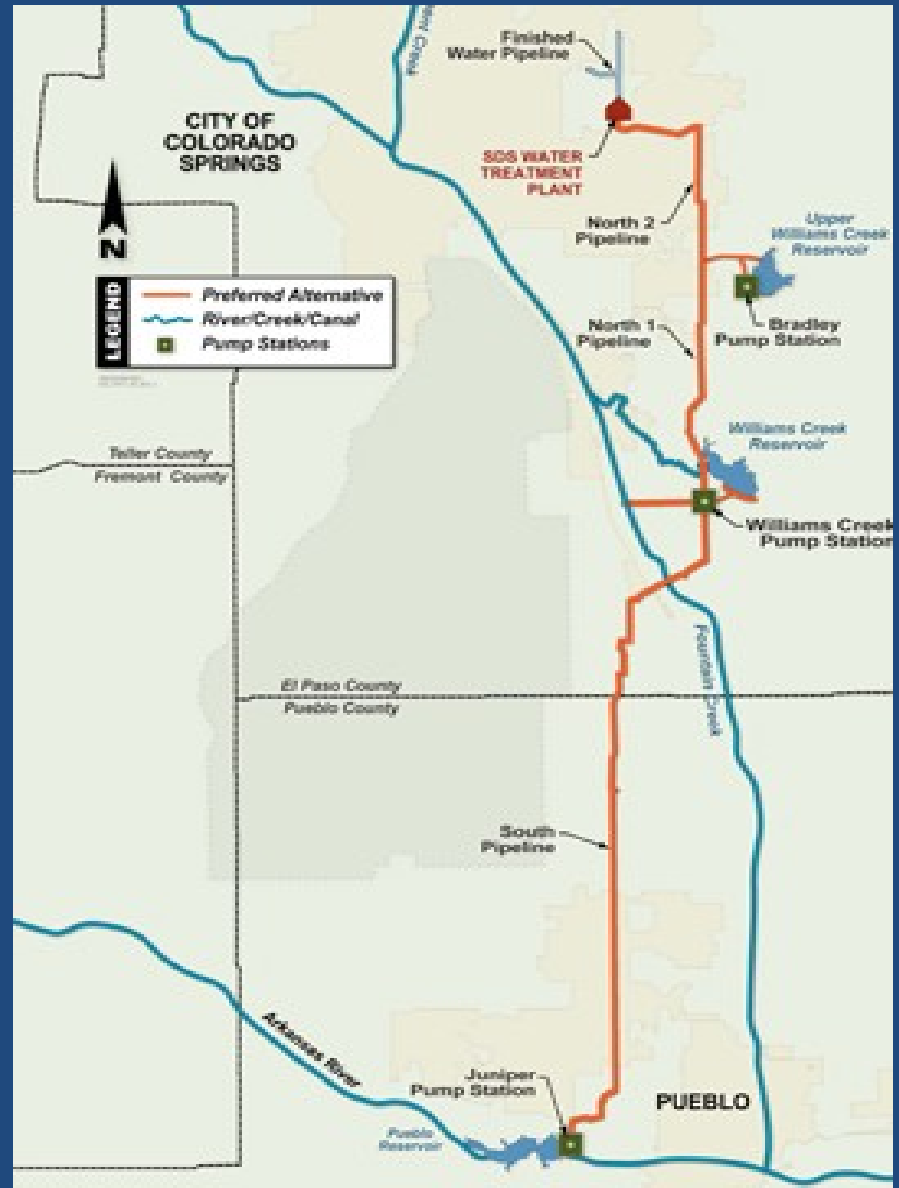 Finished
Water Pipeline
CITY OF
COLORADO
SPRINGS
SDS WATER
TREATMENT
PLANT
N
North 2
Pipeline
Upper
Williams Creek
Reservoir
LEGEND
Preferred Alternative
River/Creek/Canal
Pump Stations
North 1
Pipeline
Bradley
Pump Station
Williams Creek
Reservoir
Teller County
Fremont County
Williams Creek
Pump Station
Fountain Creek
El Paso County
Pueblo County
South
Pipeline
Arkansas River
Juniper
Pump Station
PUEBLO
Pueblo
Reservoir